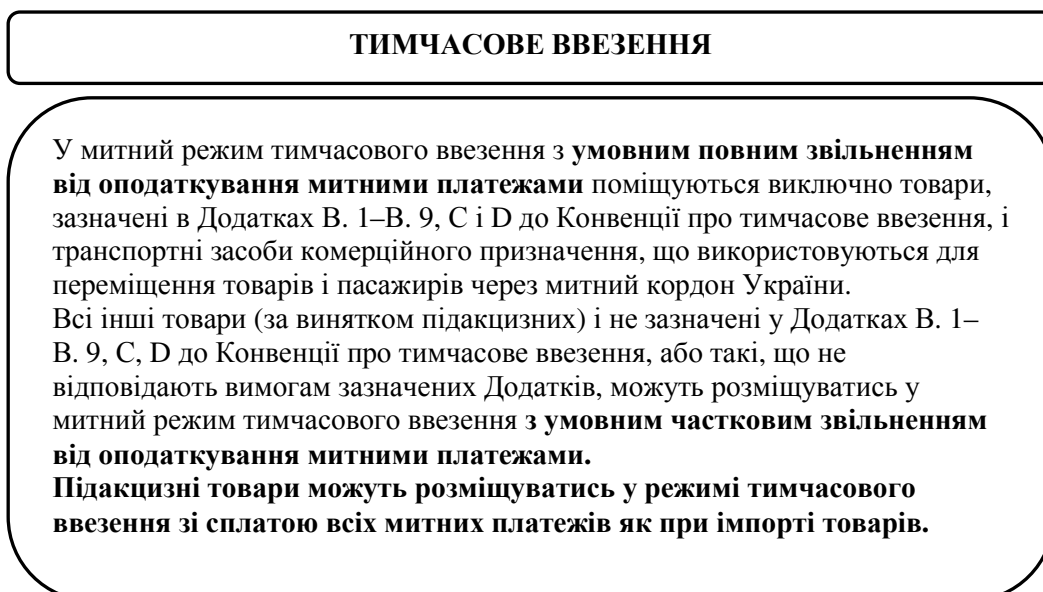 ТИМЧАСОВЕ ВВЕЗЕННЯ
У митний режим тимчасового ввезення з умовним повним звільненням
від оподаткування митними платежами поміщуються виключно товари,
зазначені в Додатках В. 1–В. 9, С і D до Конвенції про тимчасове ввезення, і
транспортні засоби комерційного призначення, що використовуються для
переміщення товарів і пасажирів через митний кордон України.
Всі інші товари (за винятком підакцизних) і не зазначені у Додатках В. 1–
В. 9, С, D до Конвенції про тимчасове ввезення, або такі, що не
відповідають вимогам зазначених Додатків, можуть розміщуватись у
митний режим тимчасового ввезення з умовним частковим звільненням
від оподаткування митними платежами.
Підакцизні товари можуть розміщуватись у режимі тимчасового
ввезення зі сплатою всіх митних платежів як при імпорті товарів.